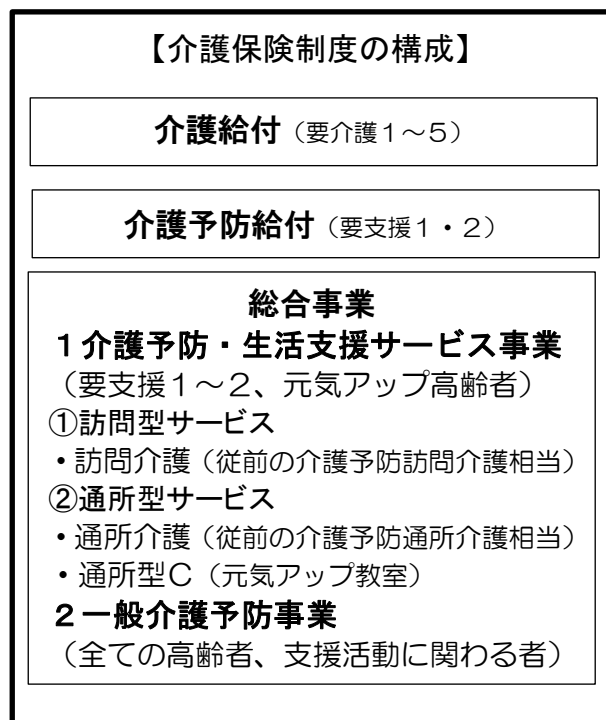 【介護保険制度の構成】
介護給付（要介護１～５）
介護予防給付（要支援１・２）
総合事業
１介護予防・生活支援サービス事業
（要支援１～２、元気アップ高齢者）
①訪問型サービス
・訪問介護（従前の介護予防訪問介護相当）
②通所型サービス
・通所介護（従前の介護予防通所介護相当）
・通所型Ｃ（元気アップ教室）
２一般介護予防事業
（全ての高齢者、支援活動に関わる者）